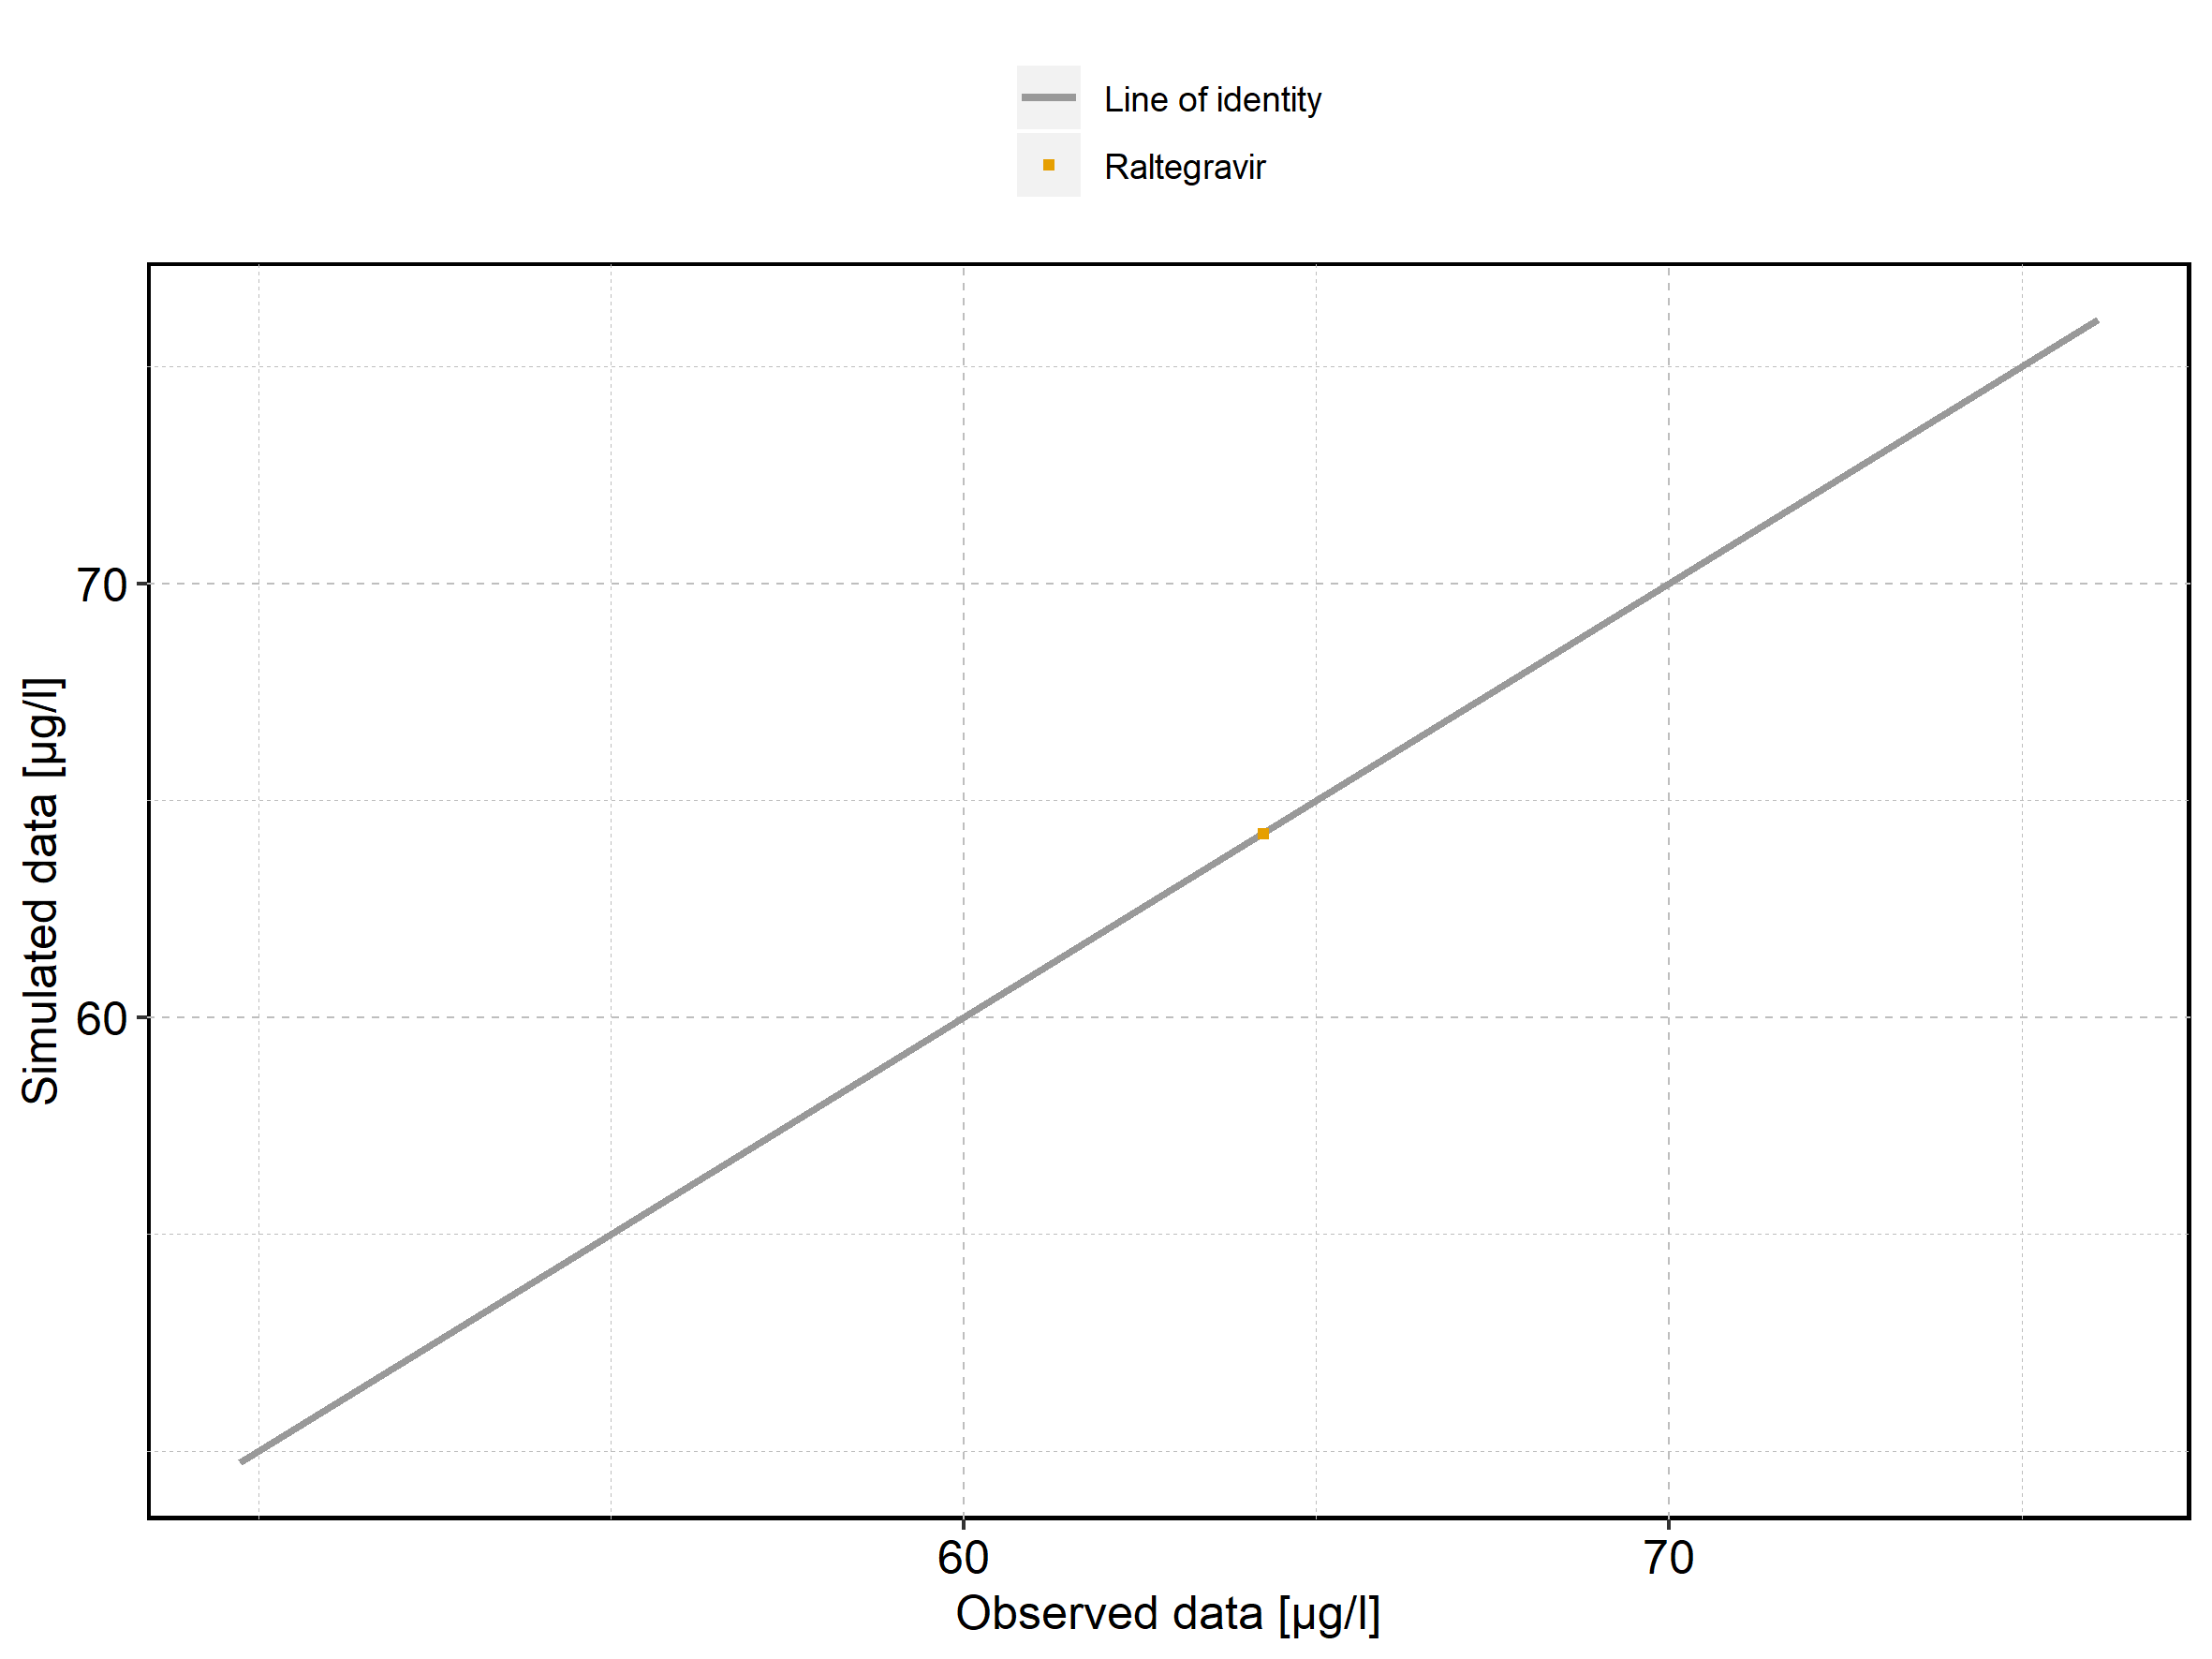 Line of identity
Raltegravir
Simulated data [µg/l]
70
60
60
70
Observed data [µg/l]